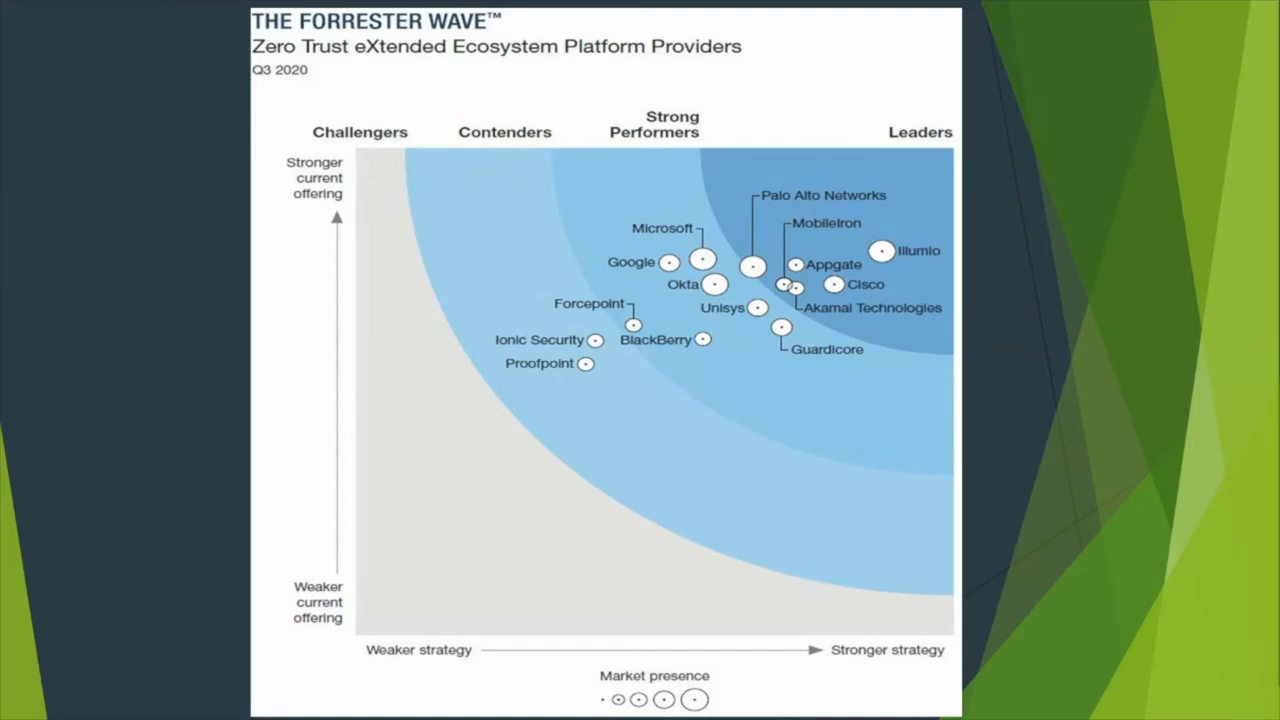 THE FORRESTER WAVE™
Zero Trust eXtended Ecosystem Platform Providers
Q3 2020
Strong
Challengers Contenders Performers Leaders
Stronger
current
offering
Palo Alto Networks
MobileIron
Microsoft
Illumio
Google
Appgate
Okta
Cisco
Forcepoint
Unisys
Akamai Technologies
Ionic Security
BlackBerry
Guardicore
Proofpoint
Weaker
current
offering
Weaker strategy
Stronger strategy
Market presence